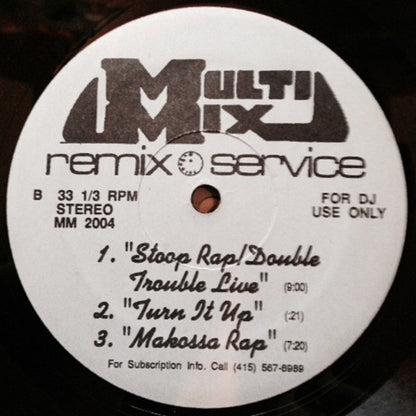 MULTI
MIX
remix service
B 33 1/3 RPM
STEREO
MM 2004
FOR DJ
USE ONLY
1. "Stoop Rap/Double
Trouble Live" (9:00)
2. "Turn It Up" (:21)
3. "Makossa Rap" (7:20)
For Subscription Info. Call (415) 567-6989